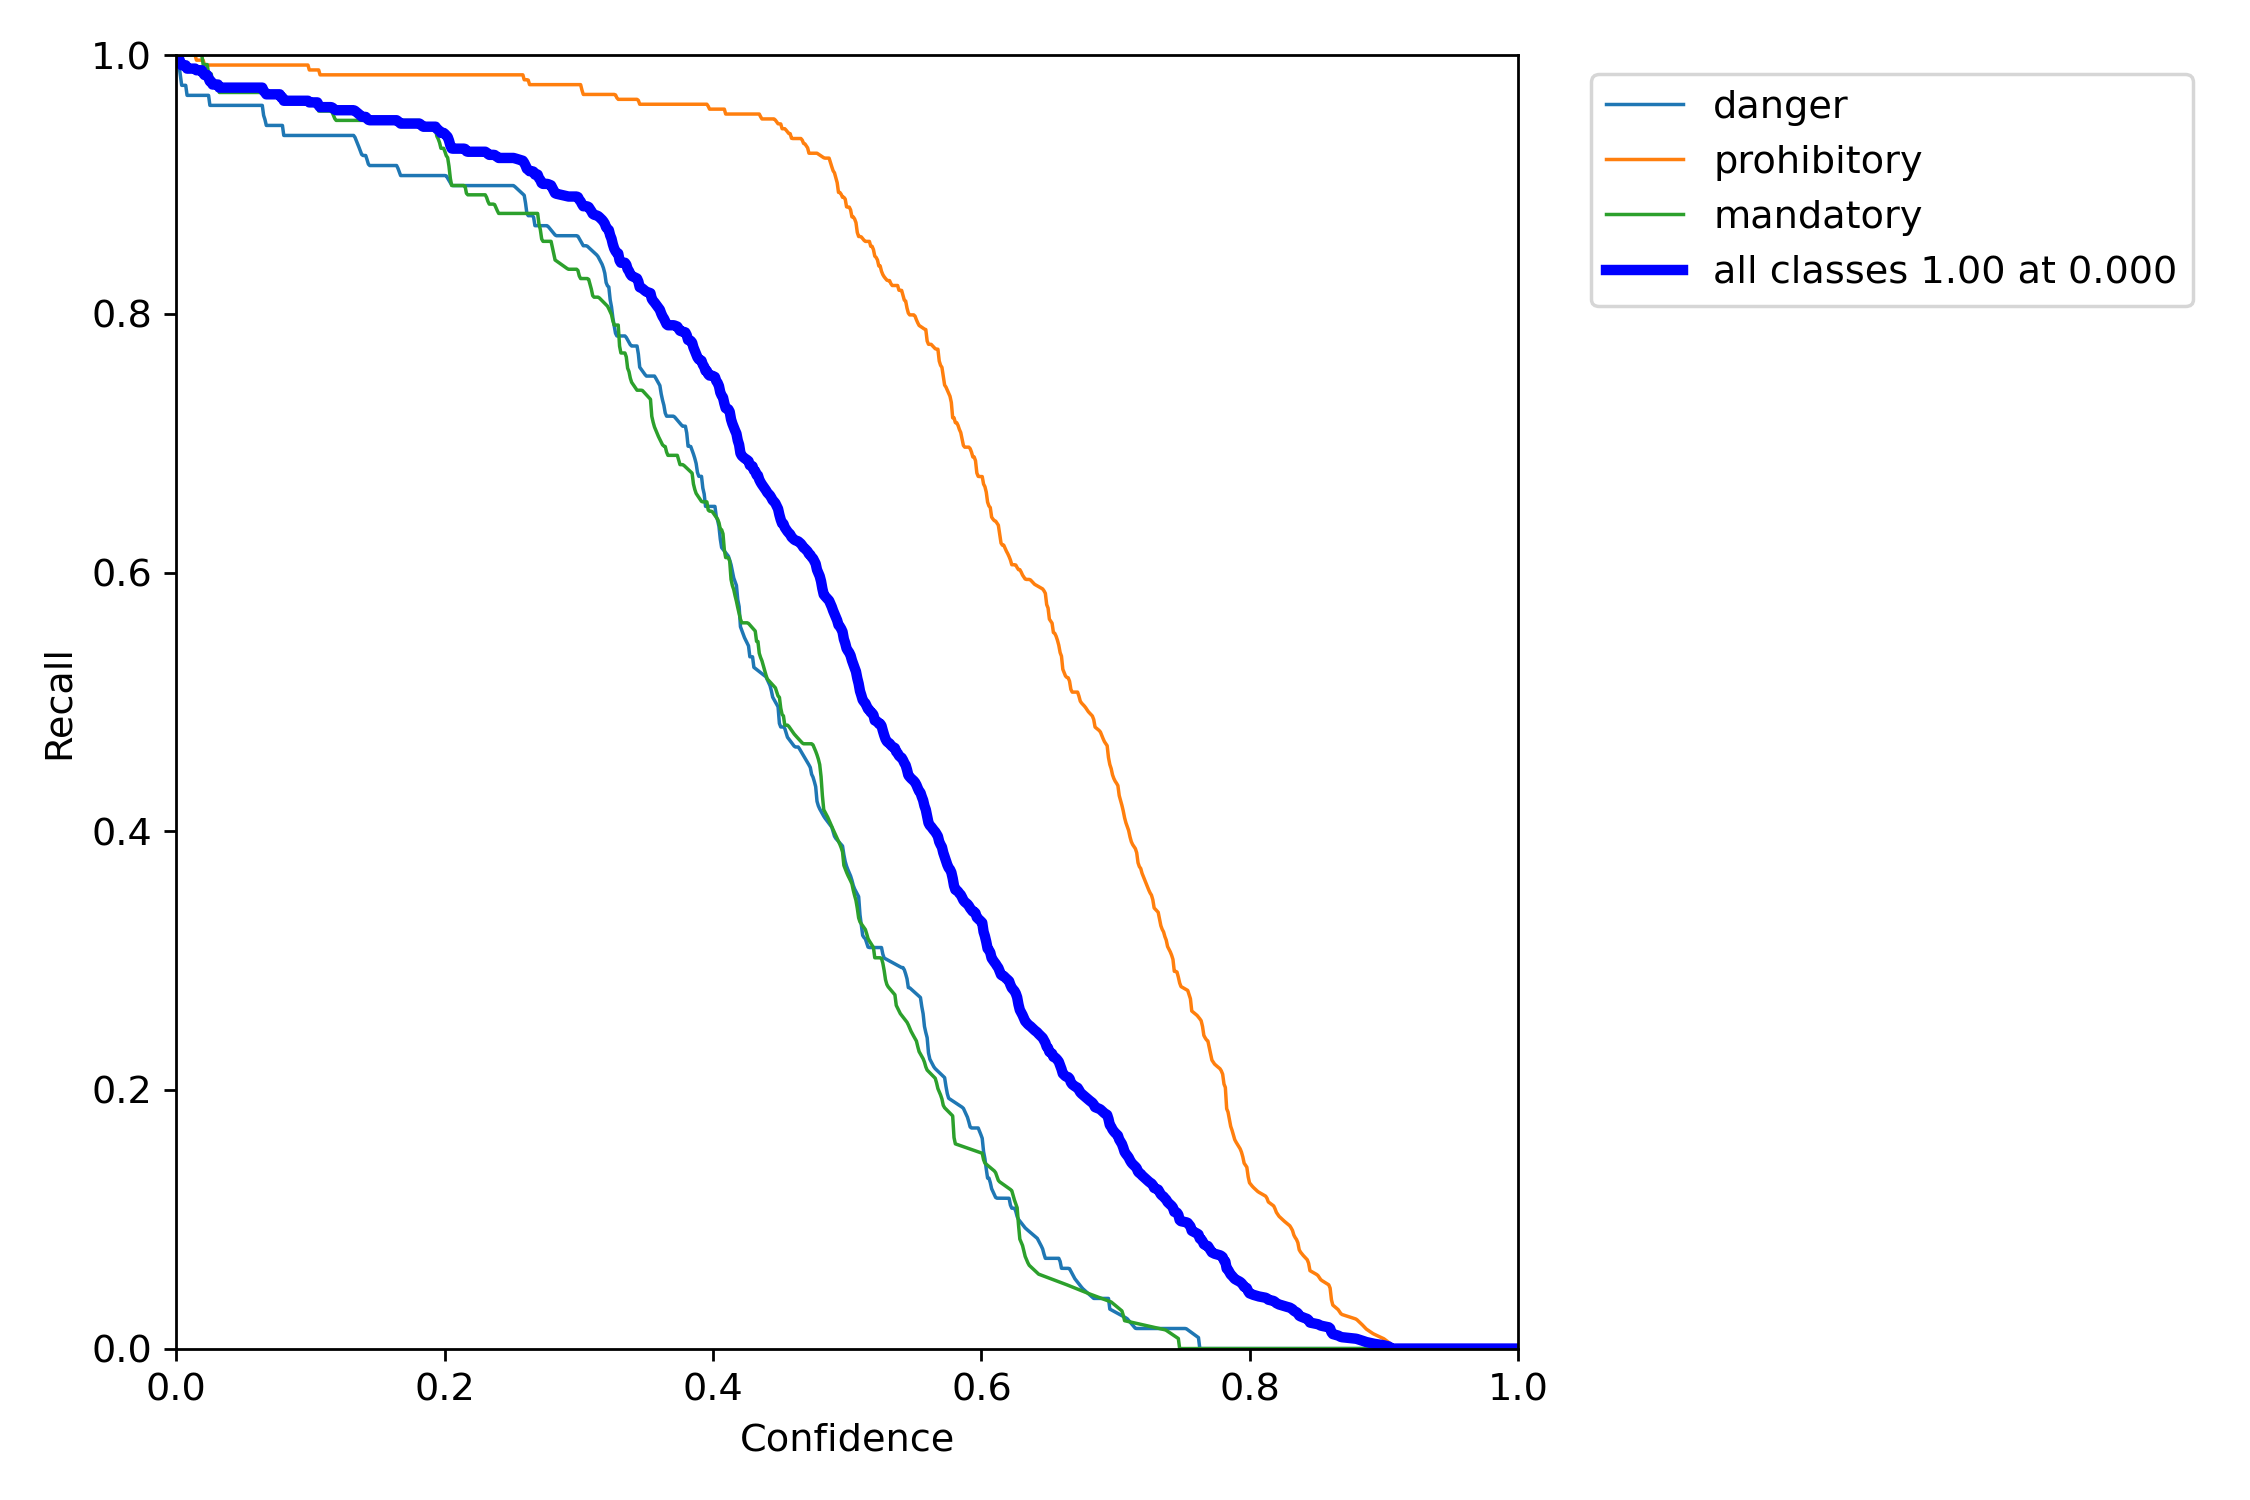 danger
prohibitory
mandatory
all classes 1.00 at 0.000
1.0
0.8
0.6
0.4
0.2
0.0
Recall
0.0 0.2 0.4 0.6 0.8 1.0
Confidence